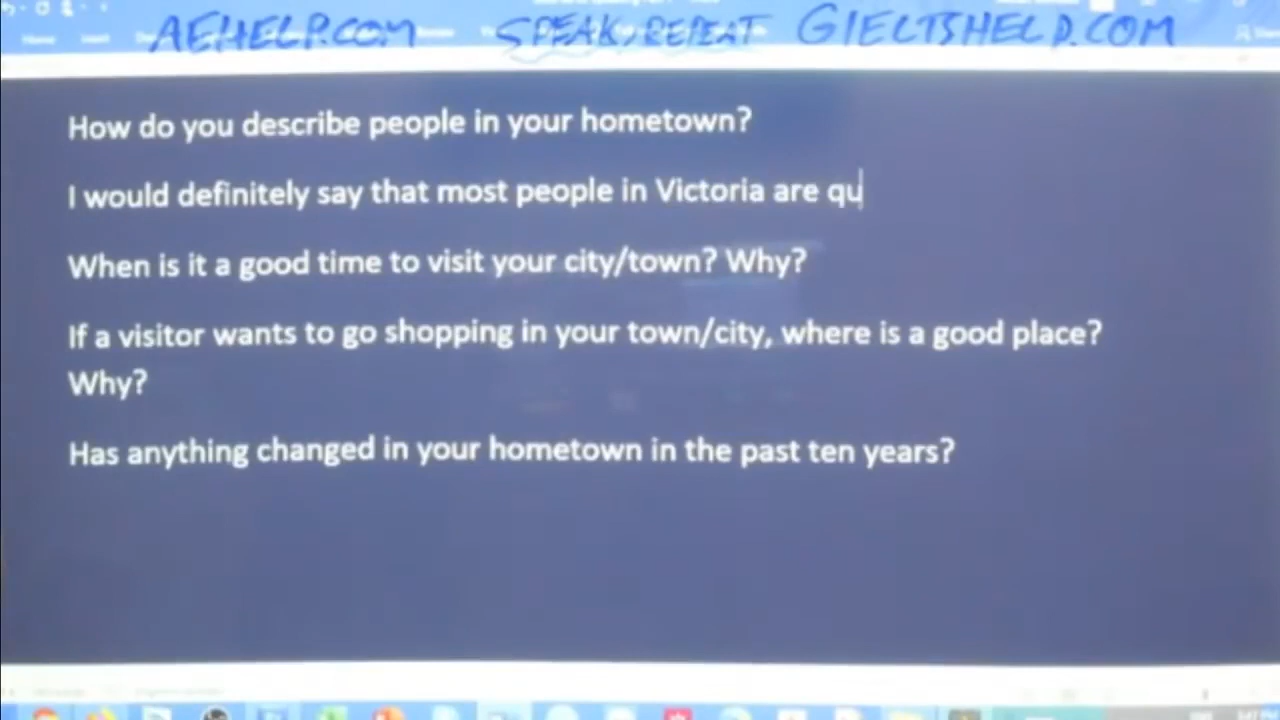 AEHELP.COM SPEAK, REPEAT GIELTSHELP.COM
How do you describe people in your hometown?
I would definitely say that most people in Victoria are qu
When is it a good time to visit your city/town? Why?
If a visitor wants to go shopping in your town/city, where is a good place?
Why?
Has anything changed in your hometown in the past ten years?